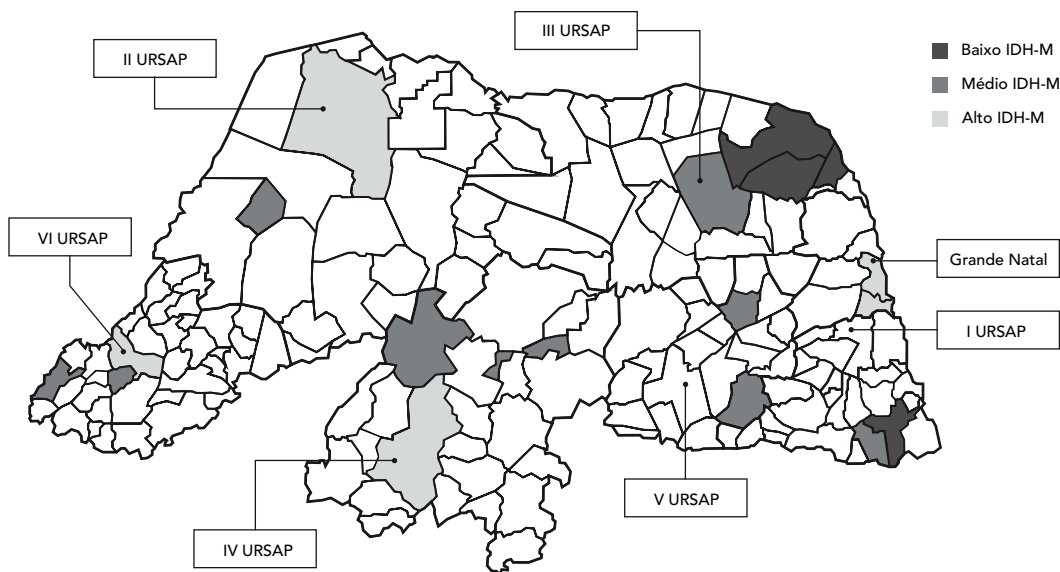 III URSAP
II URSAP
Baixo IDH-M
Médio IDH-M
Alto IDH-M
VI URSAP
Grande Natal
I URSAP
V URSAP
IV URSAP